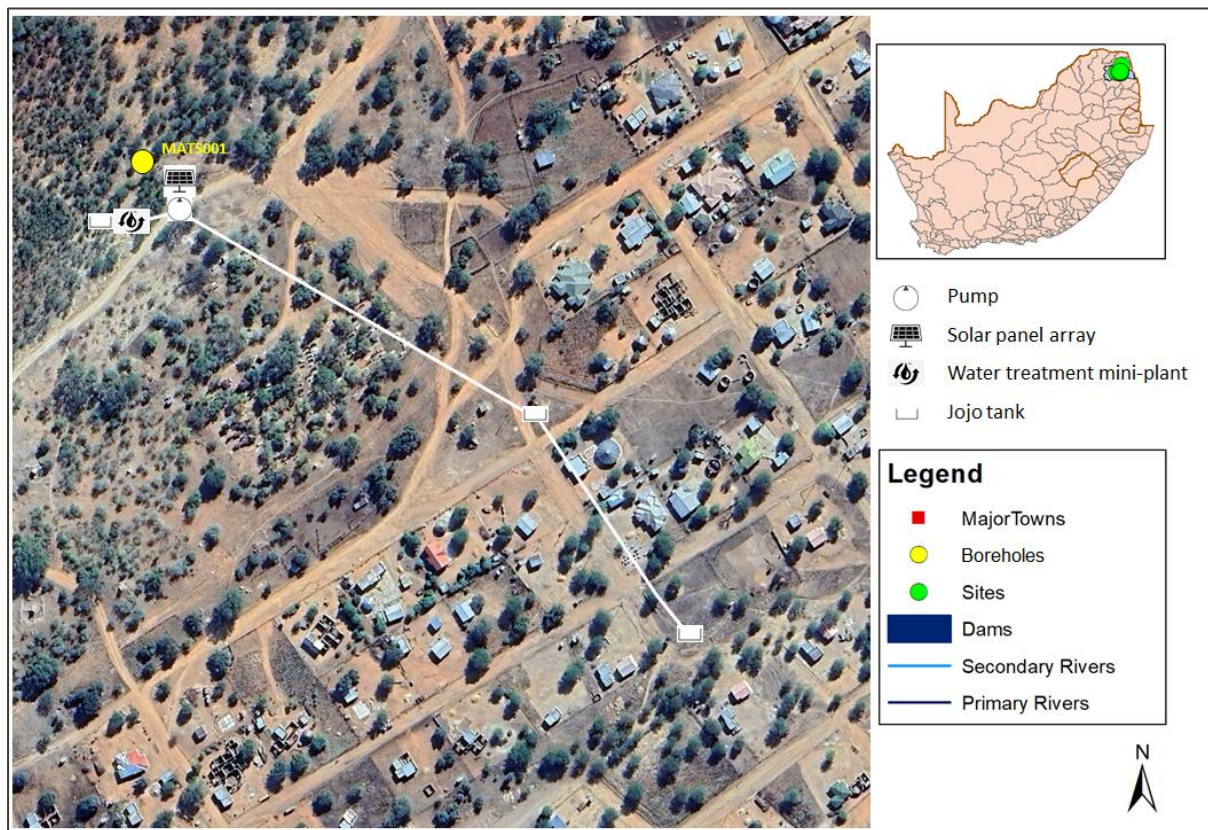 MATS001
Pump
Solar panel array
Water treatment mini-plant
Jojo tank
Legend
MajorTowns
Boreholes
Sites
Dams
Secondary Rivers
Primary Rivers
N